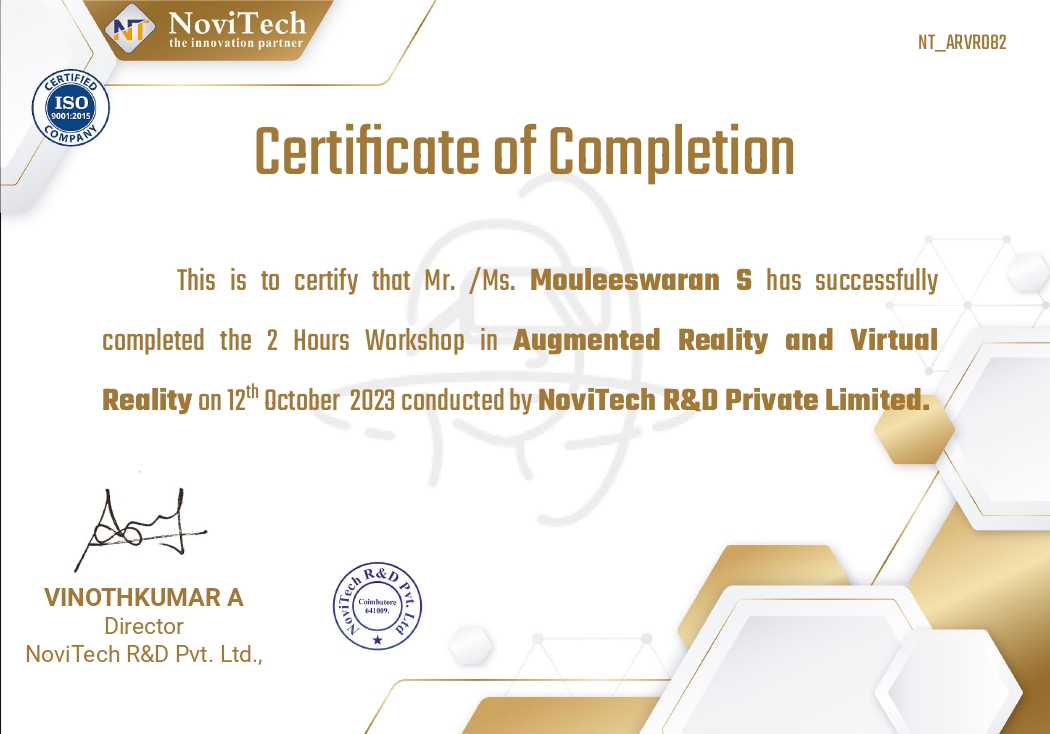 NT
NoviTech
the innovation partner
NT_ARVR082
CERTIFIED
ISO
9001:2015
COMPANY
Certificate of Completion
This is to certify that Mr. /Ms. Mouleeswaran S has successfully
completed the 2 Hours Workshop in Augmented Reality and Virtual
Reality on 12th October 2023 conducted by NoviTech R&D Private Limited.
VINOTHKUMAR A
Director
NoviTech R&D Pvt. Ltd.,
NoviTech R&D Pvt. Ltd
Coimbatore
641009.